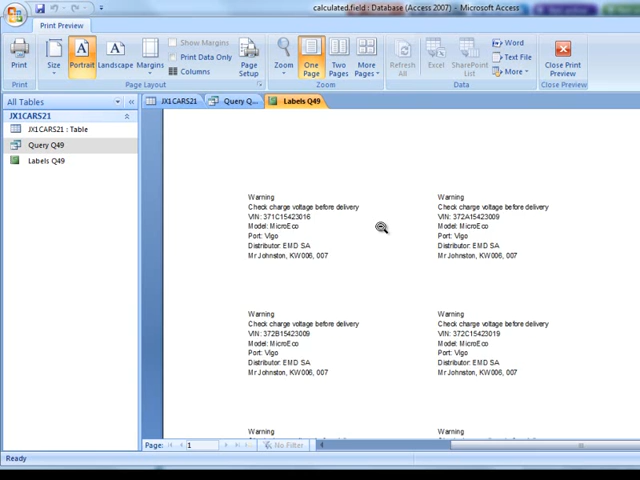 calculated.field : Database (Access 2007) - Microsoft Access
Print Preview
Print
Size
Portrait
Landscape
Margins
Show Margins
Print Data Only
Columns
Page Setup
Zoom
One Page
Two Pages
More Pages
Refresh All
Excel
SharePoint List
Word
Text File
More
Close Print Preview
Print
Page Layout
Zoom
Data
Close Preview
All Tables
JX1CARS21
Query Q...
Labels Q49
JX1CARS21
JX1CARS21 : Table
Query Q49
Labels Q49
Warning
Check charge voltage before delivery
VIN: 371C15423016
Model: MicroEco
Port: Vigo
Distributor: EMD SA
Mr Johnston, KW006, 007
Warning
Check charge voltage before delivery
VIN: 372A15423009
Model: MicroEco
Port: Vigo
Distributor: EMD SA
Mr Johnston, KW006, 007
Warning
Check charge voltage before delivery
VIN: 372B15423009
Model: MicroEco
Port: Vigo
Distributor: EMD SA
Mr Johnston, KW006, 007
Warning
Check charge voltage before delivery
VIN: 372C15423019
Model: MicroEco
Port: Vigo
Distributor: EMD SA
Mr Johnston, KW006, 007
Warning
Warning
Page: 1
No Filter
Ready